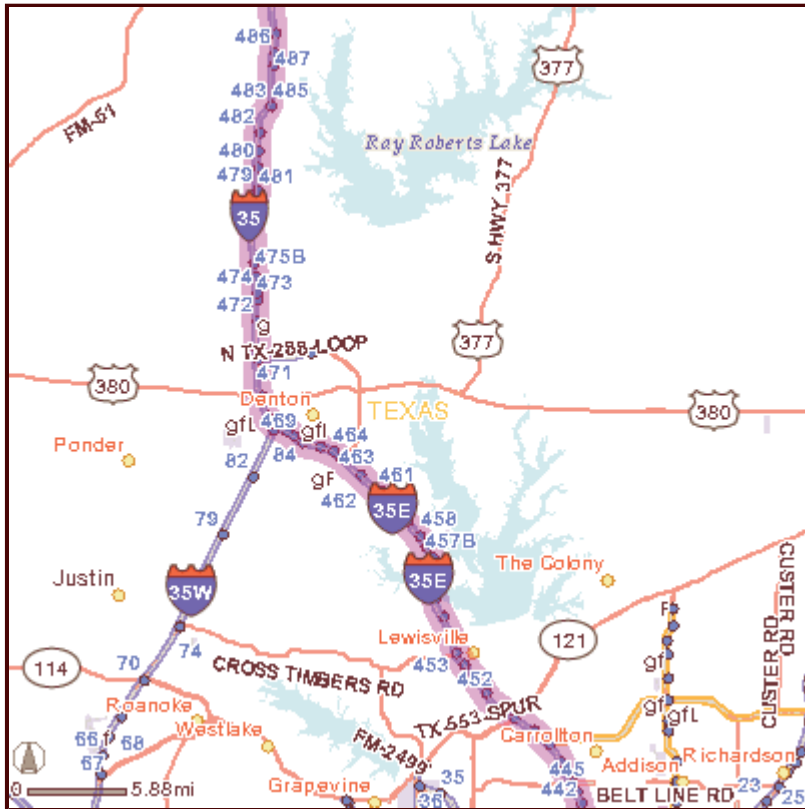 486
487
377
483 485
FM-51
482
Ray Roberts Lake
480
479 481
S HWY 377
35
475B
474 473
472
g
377
N TX-288-LOOP
471
380
Denton
TEXAS
380
gfL 469 gfl 464
Ponder
82 84 463
gF 461
462
35E
79
458
457B
The Colony
35E
Justin
35W
CUSTER RD
CUSTER RD
F
121
74
Lewisville
114
70
CROSS TIMBERS RD
453
452
gf
Roanoke
TX-553-SPUR
gf
gfL
66 f 68
Westlake
FM-2499
Carrollton
67
35
445
Addison
Richardson
0 5.88mi
Grapevine
36
442
BELT LINE RD
23
25